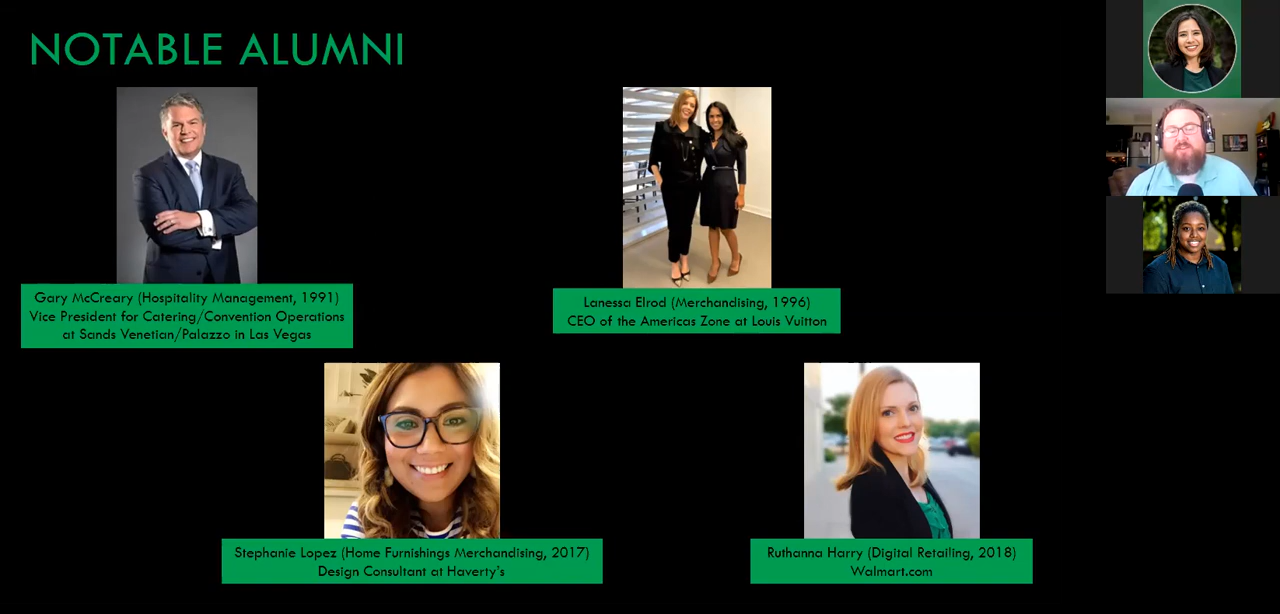 NOTABLE ALUMNI
Gary McCreary (Hospitality Management, 1991)
Vice President for Catering/Convention Operations
at Sands Venetian/Palazzo in Las Vegas
Lanessa Elrod (Merchandising, 1996)
CEO of the Americas Zone at Louis Vuitton
Stephanie Lopez (Home Furnishings Merchandising, 2017)
Design Consultant at Haverty's
Ruthanna Harry (Digital Retailing, 2018)
Walmart.com